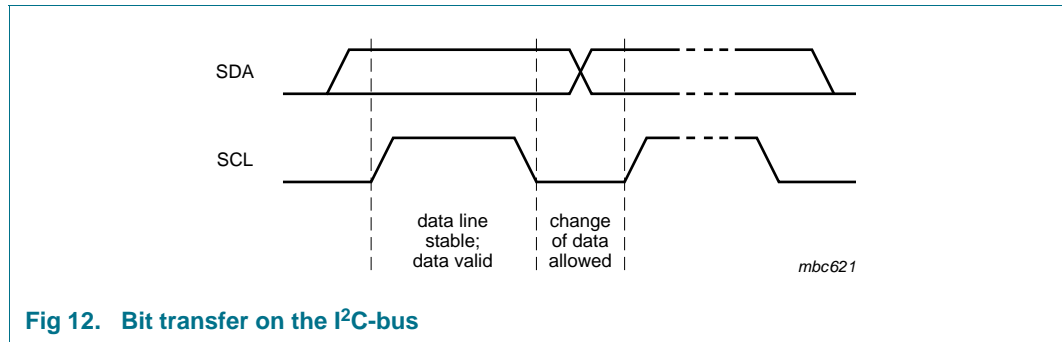 SDA
SCL
data line
stable;
data valid
change
of data
allowed
mbc621
Fig 12. Bit transfer on the I²C-bus